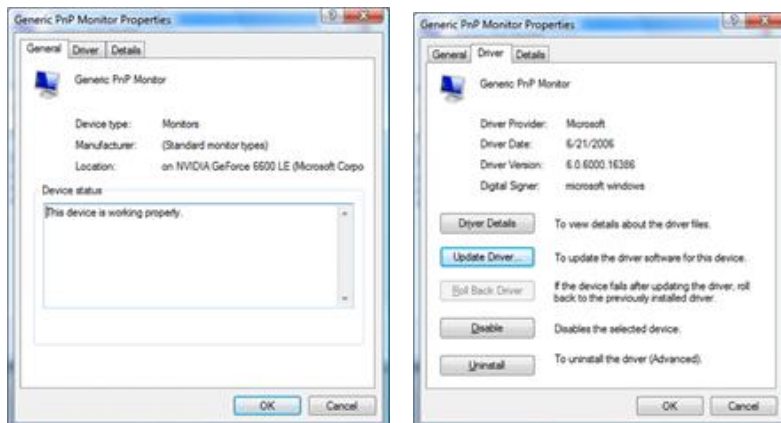 Generic PnP Monitor Properties
General
Driver
Details
Generic PnP Monitor
Device type: Monitors
Manufacturer: (Standard monitor types)
Location: on NVIDIA GeForce 6600 LE (Microsoft Corpo
Device status
This device is working properly.
OK
Cancel
Generic PnP Monitor Properties
General
Driver
Details
Generic PnP Monitor
Driver Provider: Microsoft
Driver Date: 6/21/2006
Driver Version: 6.0.6000.16386
Digital Signer: microsoft windows
Driver Details
To view details about the driver files.
Update Driver...
To update the driver software for this device.
Roll Back Driver
If the device fails after updating the driver, roll
back to the previously installed driver.
Disable
Disables the selected device.
Uninstall
To uninstall the driver (Advanced).
OK
Cancel